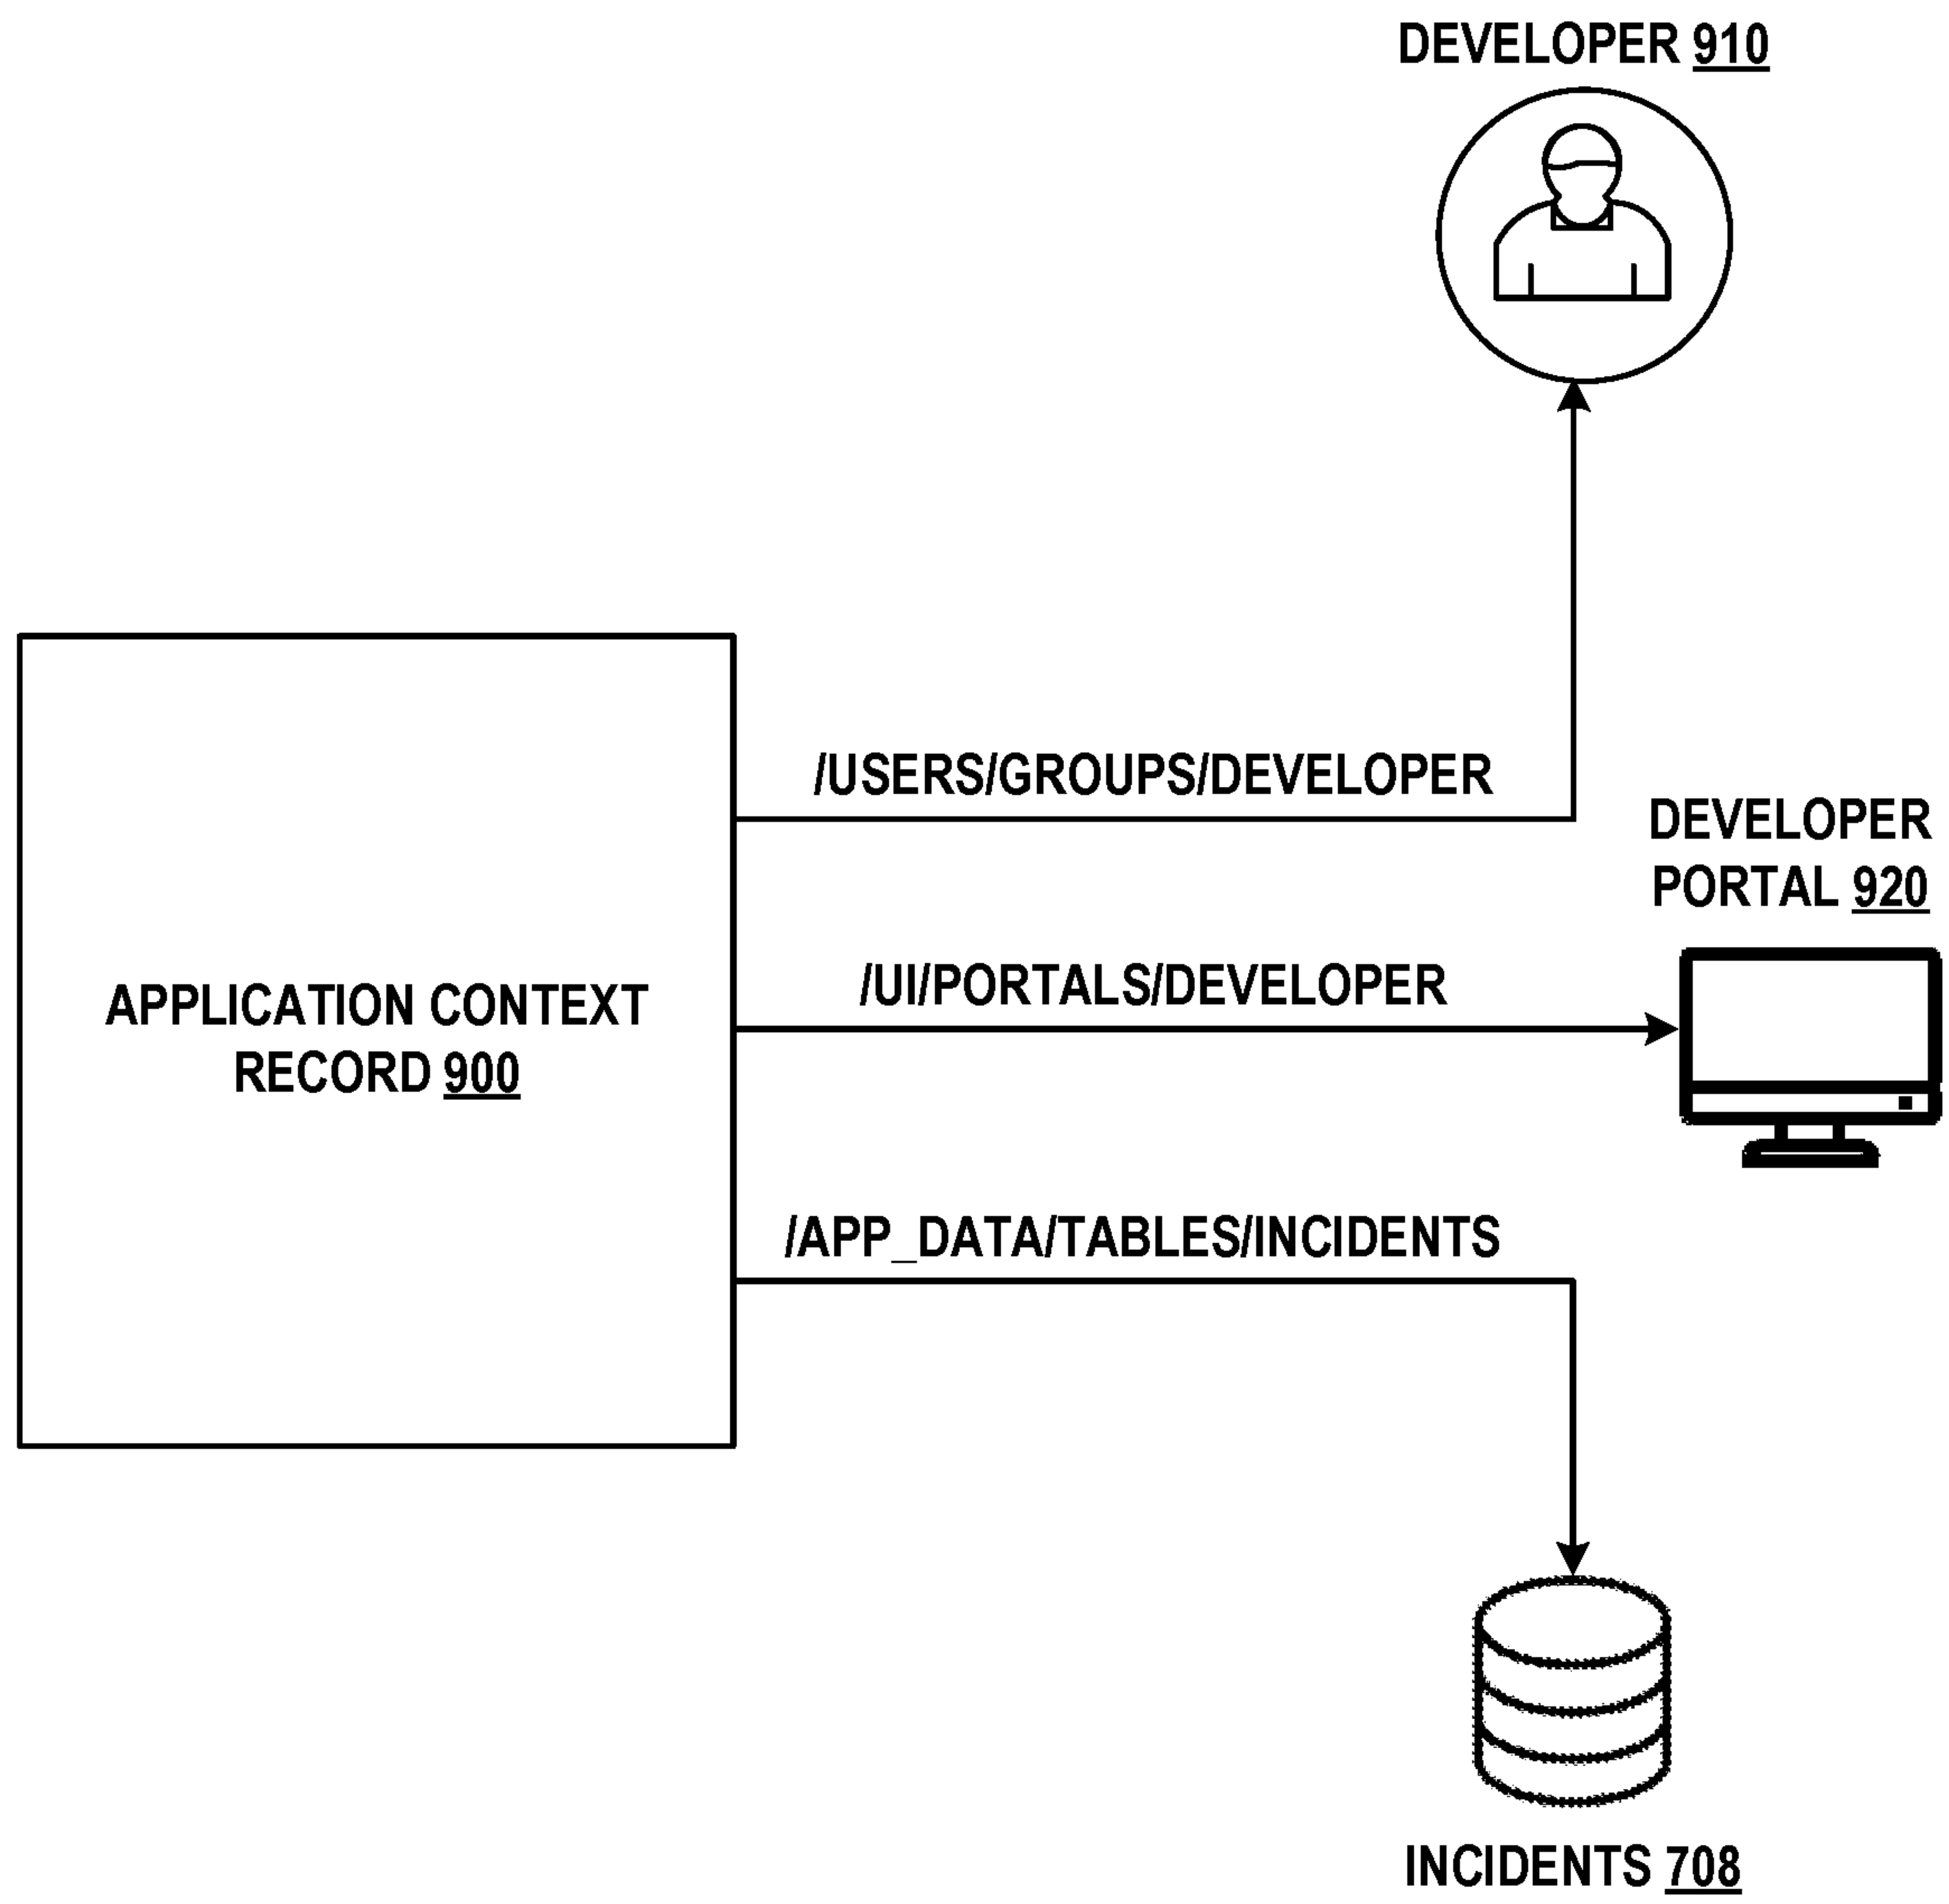 DEVELOPER 910
/USERS/GROUPS/DEVELOPER
DEVELOPER
PORTAL 920
/UI/PORTALS/DEVELOPER
APPLICATION CONTEXT
RECORD 900
/APP_DATA/TABLES/INCIDENTS
INCIDENTS 708